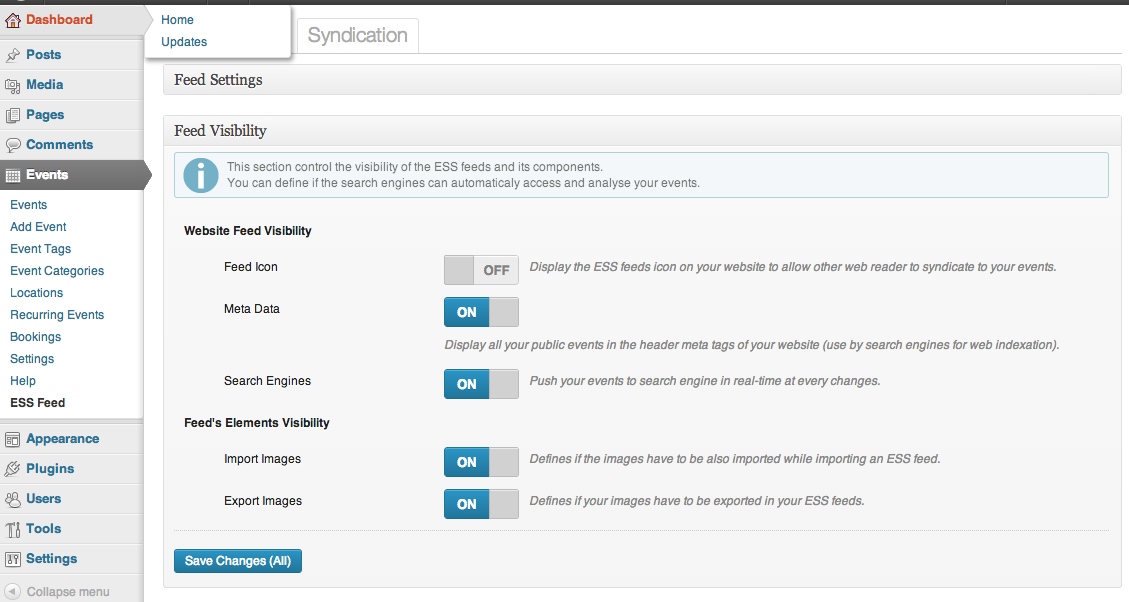 Dashboard
Home
Updates
Posts
Media
Pages
Comments
Events
Events
Add Event
Event Tags
Event Categories
Locations
Recurring Events
Bookings
Settings
Help
ESS Feed
Appearance
Plugins
Users
Tools
Settings
Collapse menu
Syndication
Feed Settings
Feed Visibility
This section control the visibility of the ESS feeds and its components.
You can define if the search engines can automaticaly access and analyse your events.
Website Feed Visibility
Feed Icon OFF Display the ESS feeds icon on your website to allow other web reader to syndicate to your events.
Meta Data ON
Display all your public events in the header meta tags of your website (use by search engines for web indexation).
Search Engines ON Push your events to search engine in real-time at every changes.
Feed's Elements Visibility
Import Images ON Defines if the images have to be also imported while importing an ESS feed.
Export Images ON Defines if your images have to be exported in your ESS feeds.
Save Changes (All)